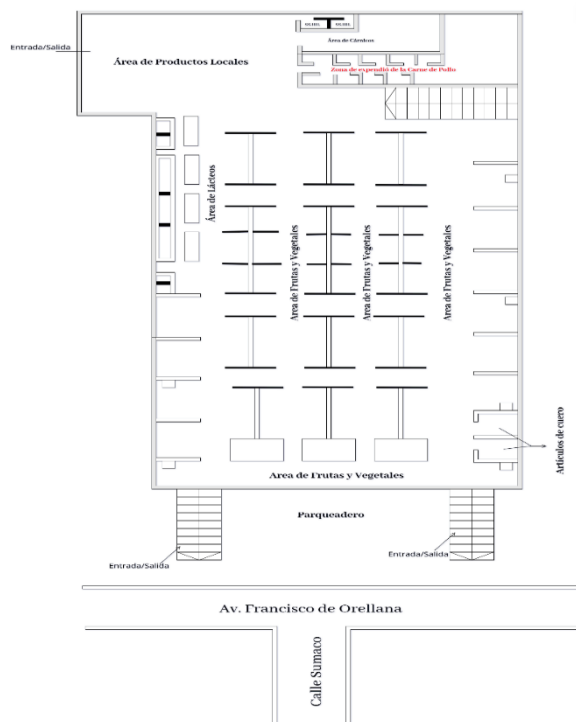 Entrada/Salida
Área de Productos Locales
Área de Cárnicos
Zona de expendio de la Carne de Pollo
Área de Lácteos
Area de Frutas y Vegetales
Area de Frutas y Vegetales
Area de Frutas y Vegetales
Artículos de cuero
Area de Frutas y Vegetales
Parqueadero
Entrada/Salida
Entrada/Salida
Av. Francisco de Orellana
Calle Sumaco